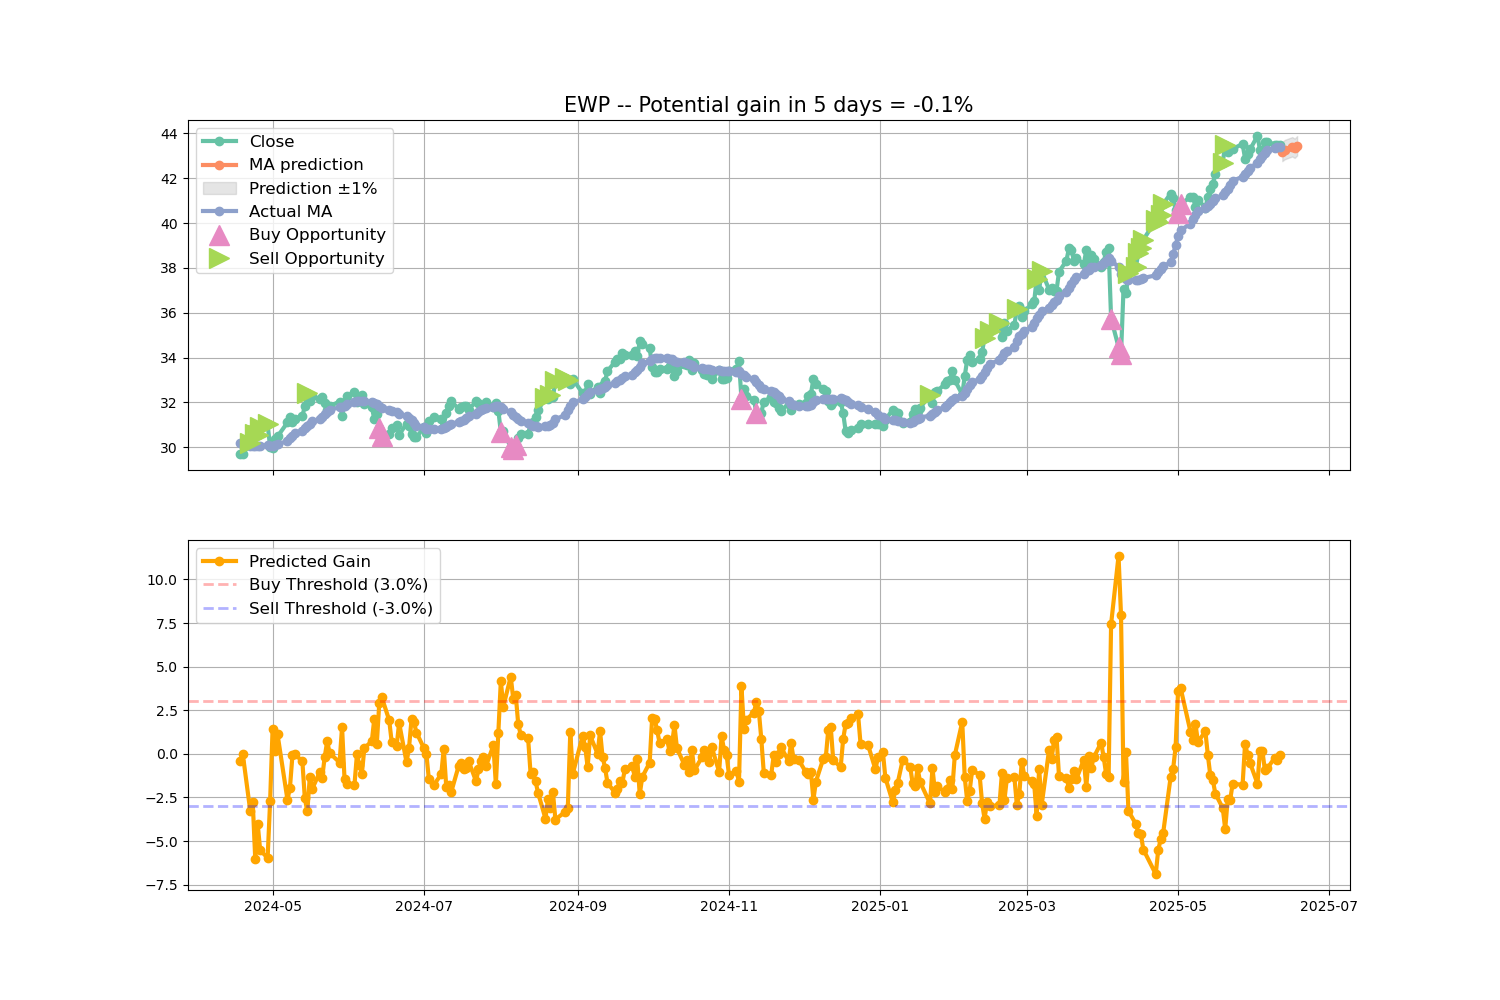 EWP -- Potential gain in 5 days = -0.1%
44
42
40
38
36
34
32
30
Close
MA prediction
Prediction ±1%
Actual MA
Buy Opportunity
Sell Opportunity
10.0
7.5
5.0
2.5
0.0
−2.5
−5.0
−7.5
Predicted Gain
Buy Threshold (3.0%)
Sell Threshold (-3.0%)
2024-05 2024-07 2024-09 2024-11 2025-01 2025-03 2025-05 2025-07